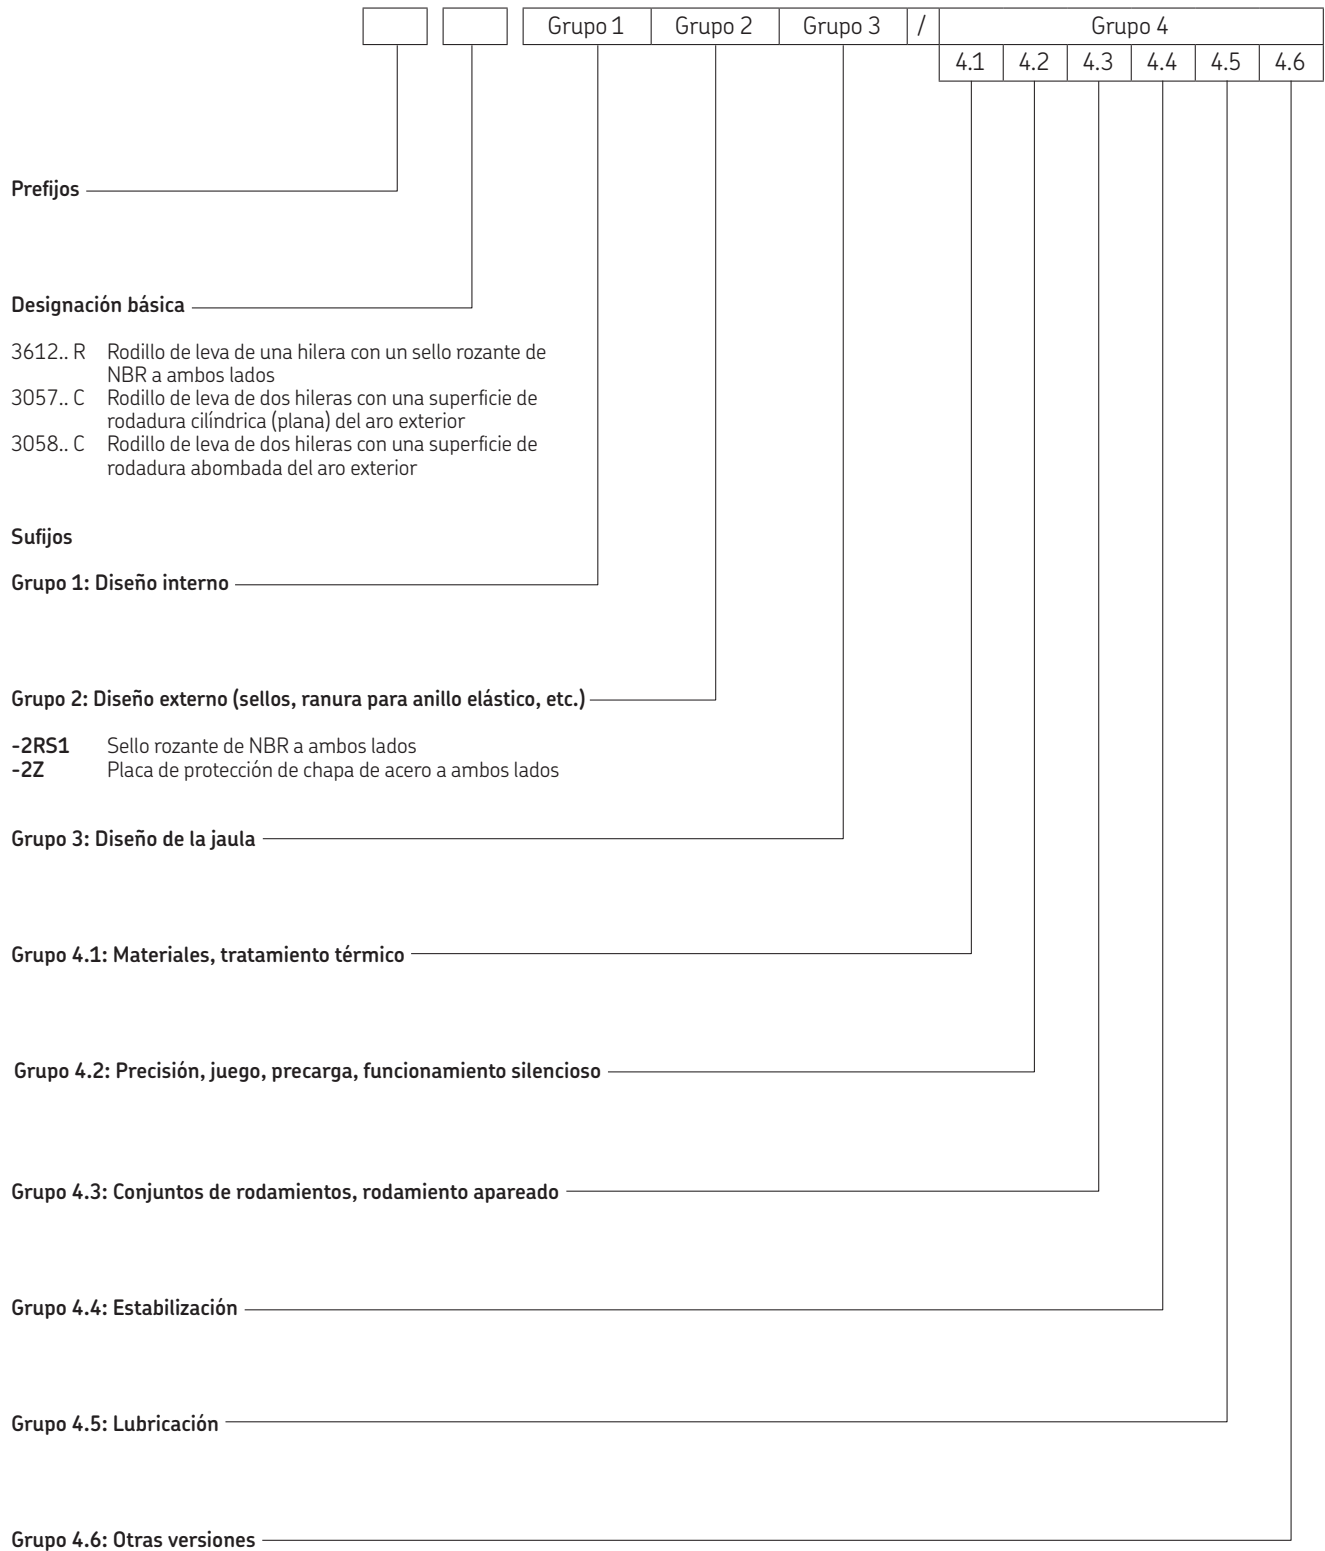 Grupo 1 Grupo 2 Grupo 3 / Grupo 4
4.1 4.2 4.3 4.4 4.5 4.6
Prefijos
Designación básica
3612.. R Rodillo de leva de una hilera con un sello rozante de
NBR a ambos lados
3057.. C Rodillo de leva de dos hileras con una superficie de
rodadura cilíndrica (plana) del aro exterior
3058.. C Rodillo de leva de dos hileras con una superficie de
rodadura abombada del aro exterior
Sufijos
Grupo 1: Diseño interno
Grupo 2: Diseño externo (sellos, ranura para anillo elástico, etc.)
-2RS1 Sello rozante de NBR a ambos lados
-2Z Placa de protección de chapa de acero a ambos lados
Grupo 3: Diseño de la jaula
Grupo 4.1: Materiales, tratamiento térmico
Grupo 4.2: Precisión, juego, precarga, funcionamiento silencioso
Grupo 4.3: Conjuntos de rodamientos, rodamiento apareado
Grupo 4.4: Estabilización
Grupo 4.5: Lubricación
Grupo 4.6: Otras versiones